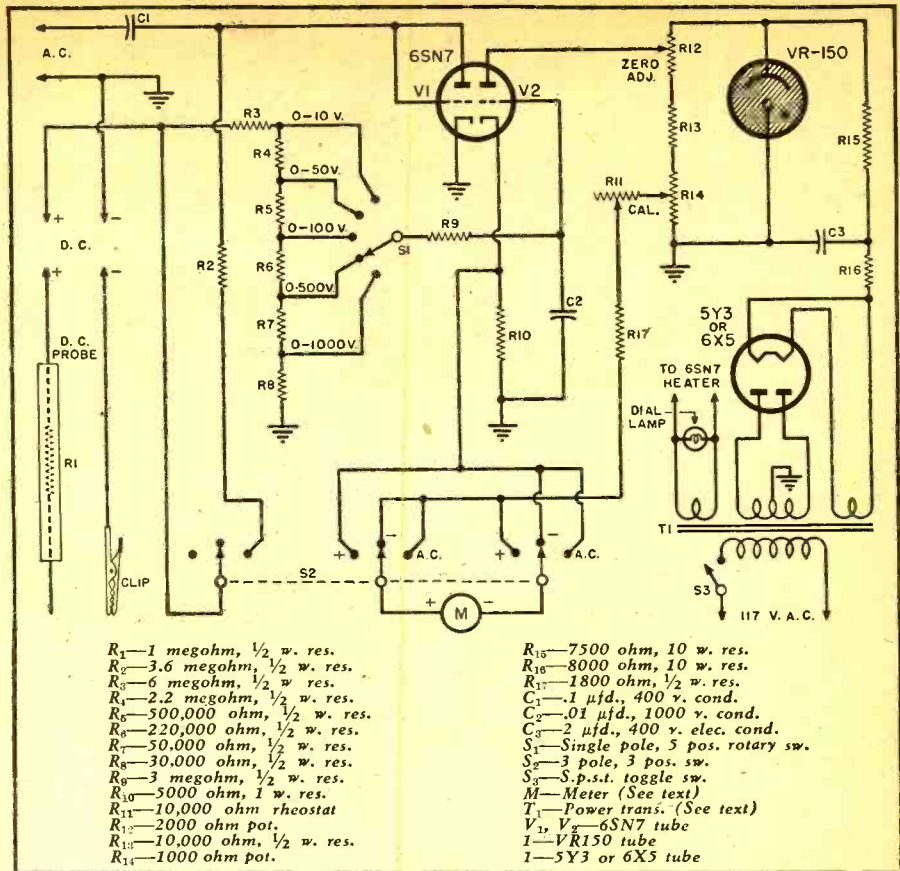 C1
A.C.
6SN7
V1
V2
R12
ZERO
ADJ.
VR-150
R3
0-10 V.
R4
0-50V.
R5
0-100 V.
R6
0-500V.
R7
0-1000V.
R8
S1
R9
R13
R15
R11
R14
CAL.
C3
R16
R2
C2
R10
R17
+
-
D. C.
+
-
D.C.
PROBE
R1
CLIP
5Y3
OR
6X5
TO 6SN7
HEATER
DIAL
LAMP
T1
+
-
A.C.
+
-
A.C.
S2
+
M
-
S3
117 V. A.C.
R1—1 megohm, 1/2 w. res.
R2—3.6 megohm, 1/2 w. res.
R3—6 megohm, 1/2 w. res.
R4—2.2 megohm, 1/2 w. res.
R5—500,000 ohm, 1/2 w. res.
R6—220,000 ohm, 1/2 w. res.
R7—50,000 ohm, 1/2 w. res.
R8—30,000 ohm, 1/2 w. res.
R9—3 megohm, 1/2 w. res.
R10—5000 ohm, 1 w. res.
R11—10,000 ohm rheostat
R12—2000 ohm pot.
R13—10,000 ohm, 1/2 w. res.
R14—1000 ohm pot.
R15—7500 ohm, 10 w. res.
R16—8000 ohm, 10 w. res.
R17—1800 ohm, 1/2 w. res.
C1—.1 μfd., 400 v. cond.
C2—.01 μfd., 1000 v. cond.
C3—2 μfd., 400 v. elec. cond.
S1—Single pole, 5 pos. rotary sw.
S2—3 pole, 3 pos. sw.
S3—S.p.s.t. toggle sw.
M—Meter (See text)
T1—Power trans. (See text)
V1, V2—6SN7 tube
1—VR150 tube
1—5Y3 or 6X5 tube